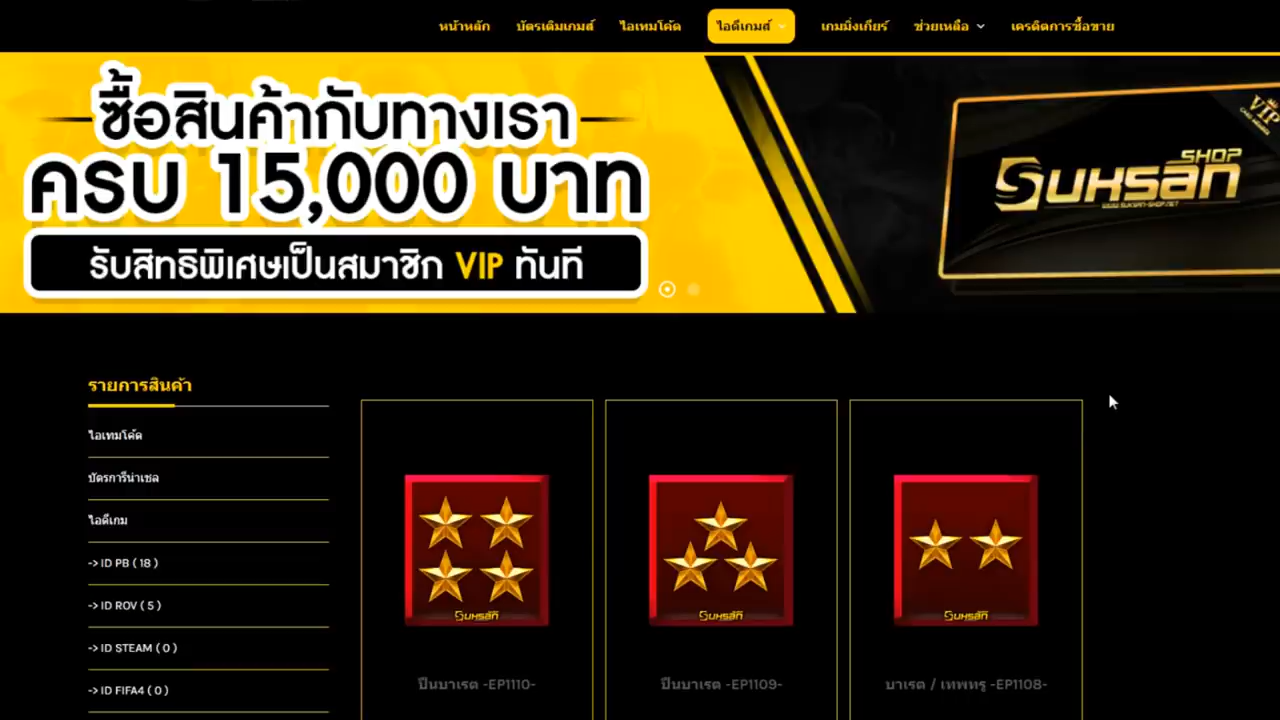 หน้าหลัก บัตรเติมเกมส์ ไอเทมโค้ด ไอดีเกมส์ เกมมิ่งเกียร์ ช่วยเหลือ เครดิตการซื้อขาย
ซื้อสินค้ากับทางเรา
ครบ 15,000 บาท
รับสิทธิพิเศษเป็นสมาชิก VIP ทันที
VIP
SHOP
SUHSAN
รายการสินค้า
ไอเทมโค้ด
บัตรการีน่าเชล
ไอดีเกม
-> ID PB ( 18 )
-> ID ROV ( 5 )
-> ID STEAM ( 0 )
-> ID FIFA4 ( 0 )
SUHSAN
ปืนบาเรต -EP1110-
SUHSAN
ปืนบาเรต -EP1109-
SUHSAN
บาเรต / เทพทรู -EP1108-